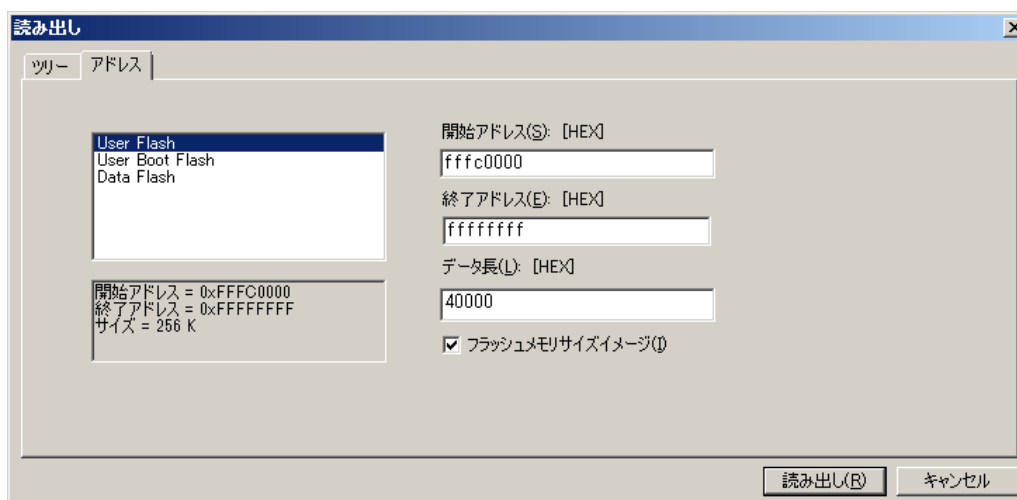 読み出し
ツリー
アドレス
User Flash
User Boot Flash
Data Flash
開始アドレス = 0xFFFC0000
終了アドレス = 0xFFFFFFFF
サイズ = 256 K
開始アドレス(S): [HEX]
fffc0000
終了アドレス(E): [HEX]
ffffffff
データ長(L): [HEX]
40000
フラッシュメモリサイズイメージ(I)
読み出し(R)
キャンセル